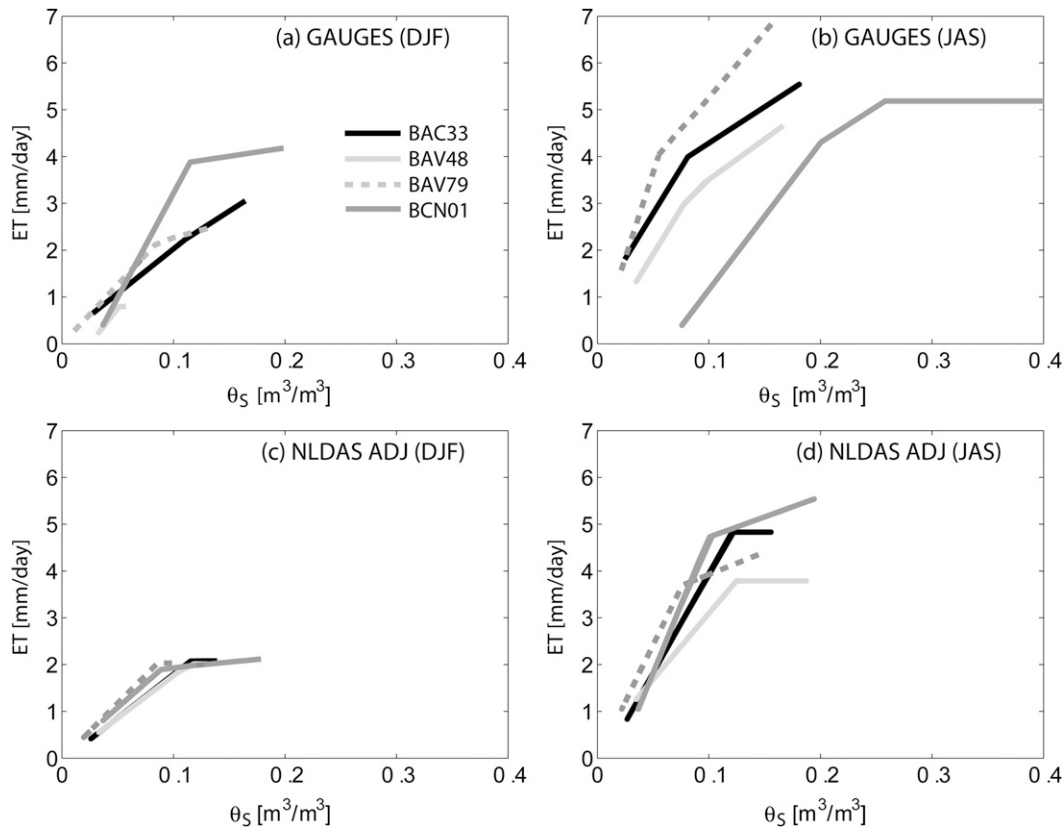 (a) GAUGES (DJF)
7
6
5
4
3
2
1
0
ET [mm/day]
BAC33
BAV48
BAV79
BCN01
0 0.1 0.2 0.3 0.4
θS [m³/m³]
(b) GAUGES (JAS)
7
6
5
4
3
2
1
0
ET [mm/day]
0 0.1 0.2 0.3 0.4
θS [m³/m³]
(c) NLDAS ADJ (DJF)
7
6
5
4
3
2
1
0
ET [mm/day]
0 0.1 0.2 0.3 0.4
θS [m³/m³]
(d) NLDAS ADJ (JAS)
7
6
5
4
3
2
1
0
ET [mm/day]
0 0.1 0.2 0.3 0.4
θS [m³/m³]